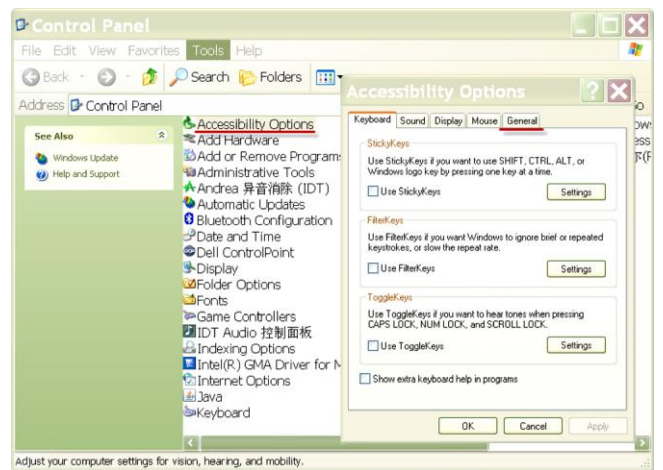 Control Panel
File Edit View Favorites Tools Help
Back Search Folders
Address Control Panel
See Also
Windows Update
Help and Support
Accessibility Options
Add Hardware
Add or Remove Program
Administrative Tools
Andrea 异音消除 (IDT)
Automatic Updates
Bluetooth Configuration
Date and Time
Dell ControlPoint
Display
Folder Options
Fonts
Game Controllers
IDT Audio 控制面板
Indexing Options
Intel(R) GMA Driver for M
Internet Options
Java
Keyboard
Accessibility Options
Keyboard Sound Display Mouse General
StickyKeys
Use StickyKeys if you want to use SHIFT, CTRL, ALT, or
Windows logo key by pressing one key at a time.
Use StickyKeys Settings
FilterKeys
Use FilterKeys if you want Windows to ignore brief or repeated
keystrokes, or slow the repeat rate.
Use FilterKeys Settings
ToggleKeys
Use ToggleKeys if you want to hear tones when pressing
CAPS LOCK, NUM LOCK, and SCROLL LOCK.
Use ToggleKeys Settings
Show extra keyboard help in programs
OK Cancel Apply
Adjust your computer settings for vision, hearing, and mobility.